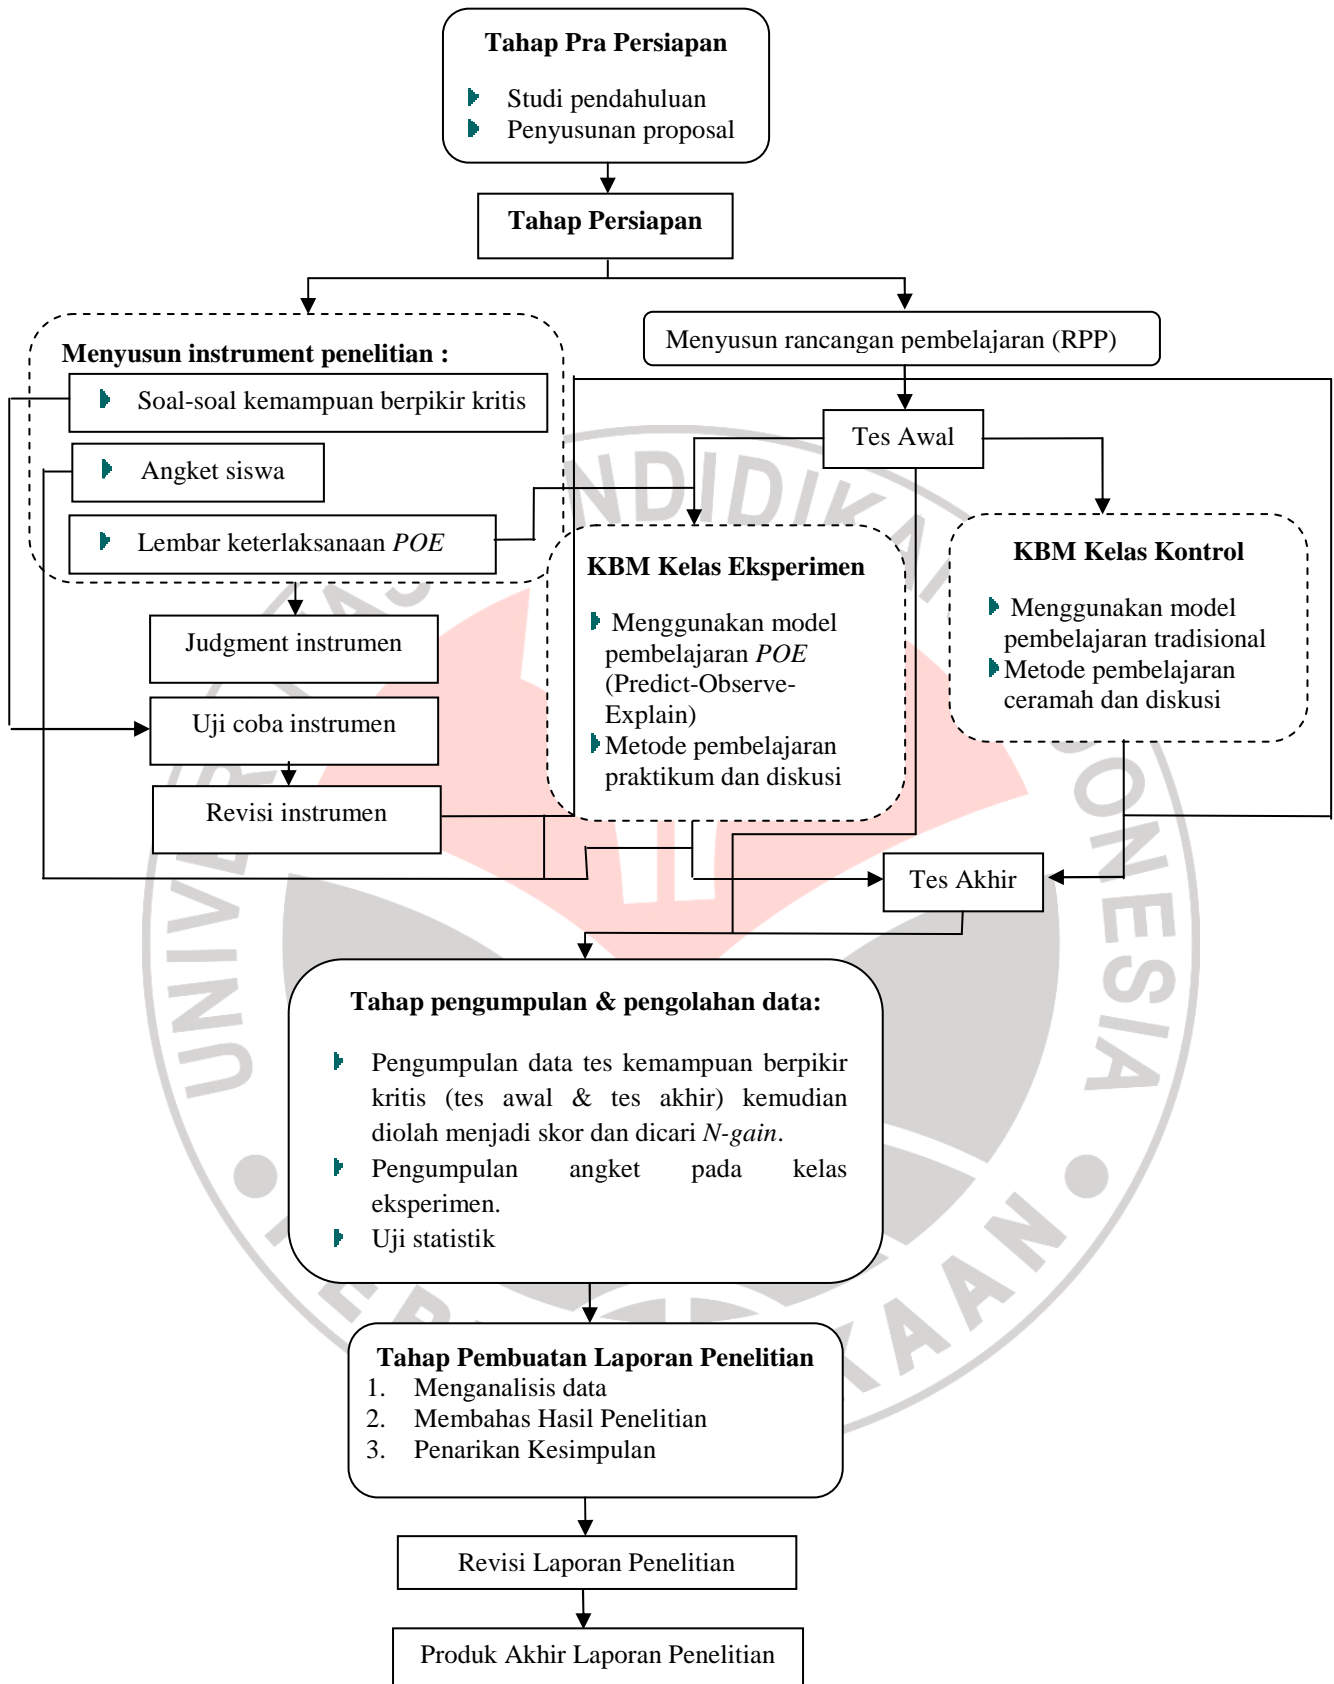 Tahap Pra Persiapan
Studi pendahuluan
Penyusunan proposal
Tahap Persiapan
Menyusun instrument penelitian :
Soal-soal kemampuan berpikir kritis
Angket siswa
Lembar keterlaksanaan POE
Menyusun rancangan pembelajaran (RPP)
Tes Awal
Judgment instrumen
Uji coba instrumen
Revisi instrumen
KBM Kelas Eksperimen
Menggunakan model
pembelajaran POE
(Predict-Observe-
Explain)
Metode pembelajaran
praktikum dan diskusi
KBM Kelas Kontrol
Menggunakan model
pembelajaran tradisional
Metode pembelajaran
ceramah dan diskusi
Tes Akhir
Tahap pengumpulan & pengolahan data:
Pengumpulan data tes kemampuan berpikir
kritis (tes awal & tes akhir) kemudian
diolah menjadi skor dan dicari N-gain.
Pengumpulan angket pada kelas
eksperimen.
Uji statistik
Tahap Pembuatan Laporan Penelitian
1. Menganalisis data
2. Membahas Hasil Penelitian
3. Penarikan Kesimpulan
Revisi Laporan Penelitian
Produk Akhir Laporan Penelitian